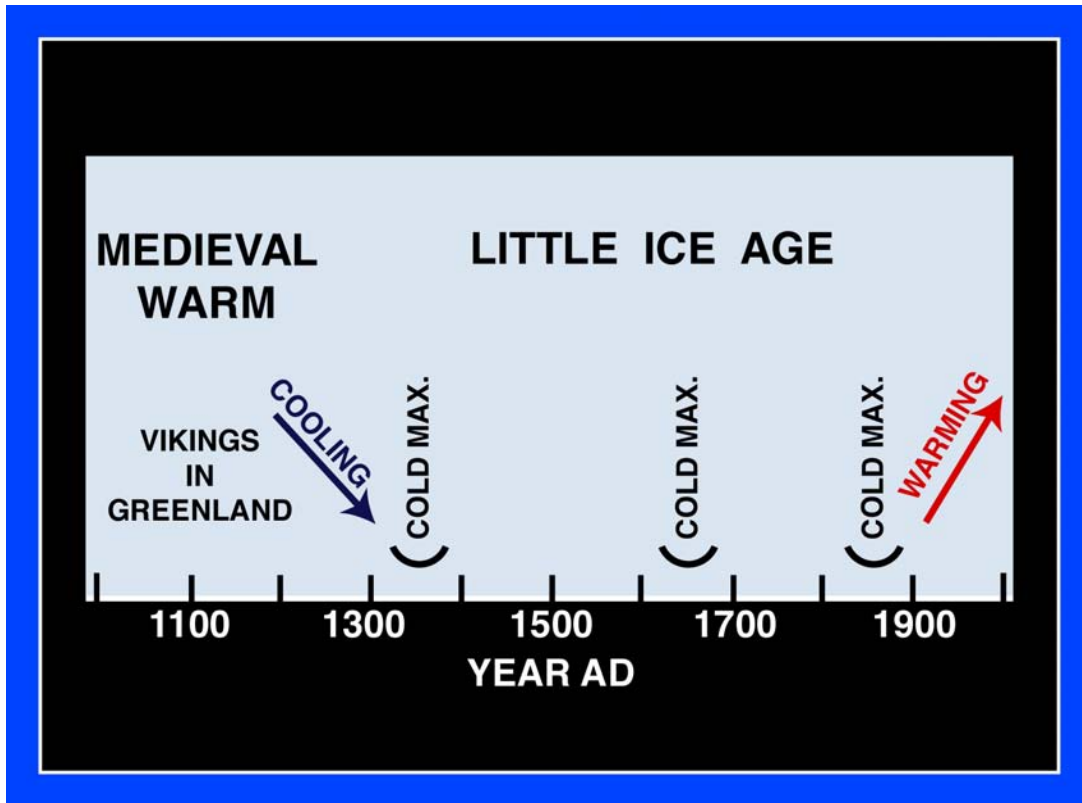 MEDIEVAL
WARM
LITTLE ICE AGE
VIKINGS
IN
GREENLAND
COOLING
COLD MAX.
COLD MAX.
COLD MAX.
WARMING
1100 1300 1500 1700 1900
YEAR AD